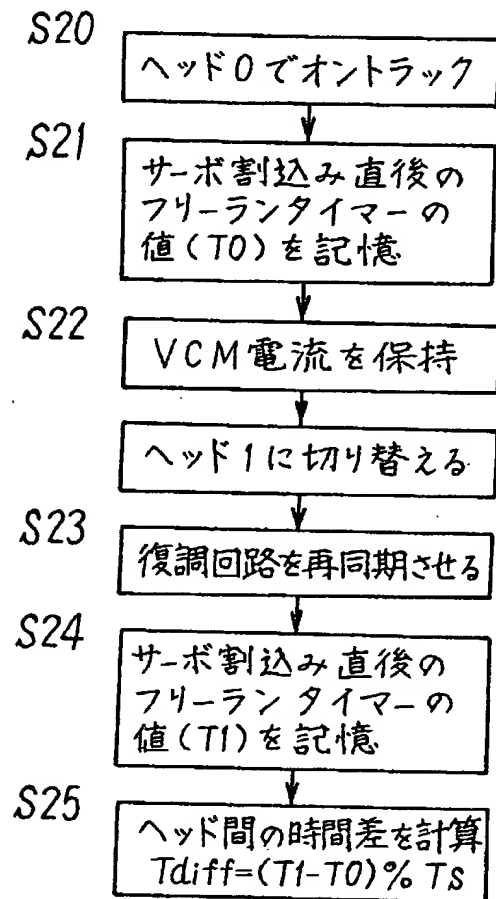 S20
ヘッド0でオントラック
S21
サーボ割込み直後の
フリーランタイマーの
値(T0)を記憶
S22
VCM電流を保持
ヘッド1に切り替える
S23
復調回路を再同期させる
S24
サーボ割込み直後の
フリーランタイマーの
値(T1)を記憶
S25
ヘッド間の時間差を計算
Tdiff=(T1-T0)% Ts